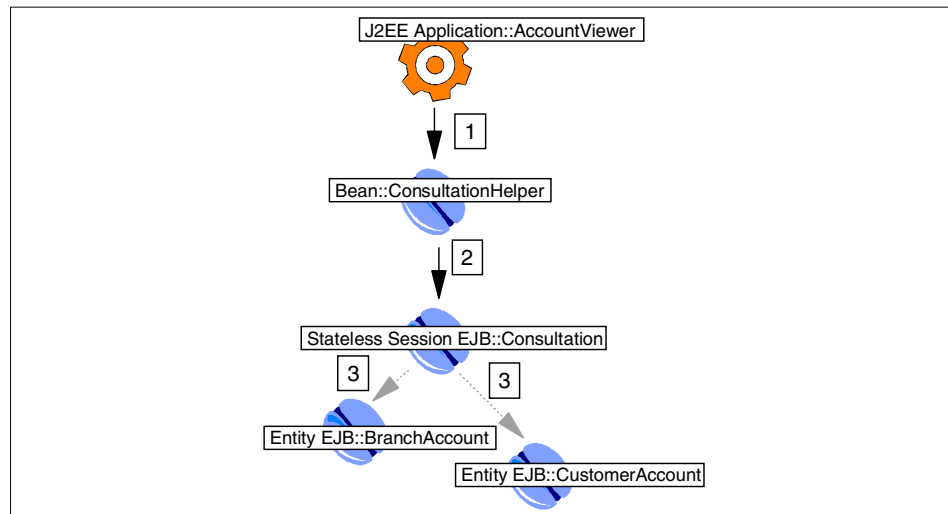 J2EE Application::AccountViewer
1
Bean::ConsultationHelper
2
Stateless Session EJB::Consultation
3
3
Entity EJB::BranchAccount
Entity EJB::CustomerAccount